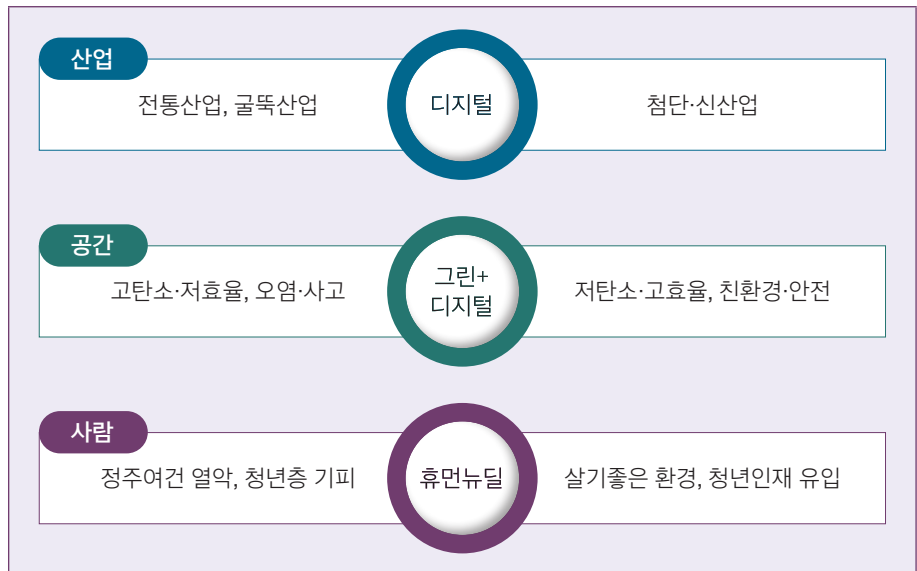 산업
전통산업, 굴뚝산업
디지털
첨단·신산업
공간
고탄소·저효율, 오염·사고
그린+
디지털
저탄소·고효율, 친환경·안전
사람
정주여건 열악, 청년층 기피
휴먼뉴딜
살기좋은 환경, 청년인재 유입